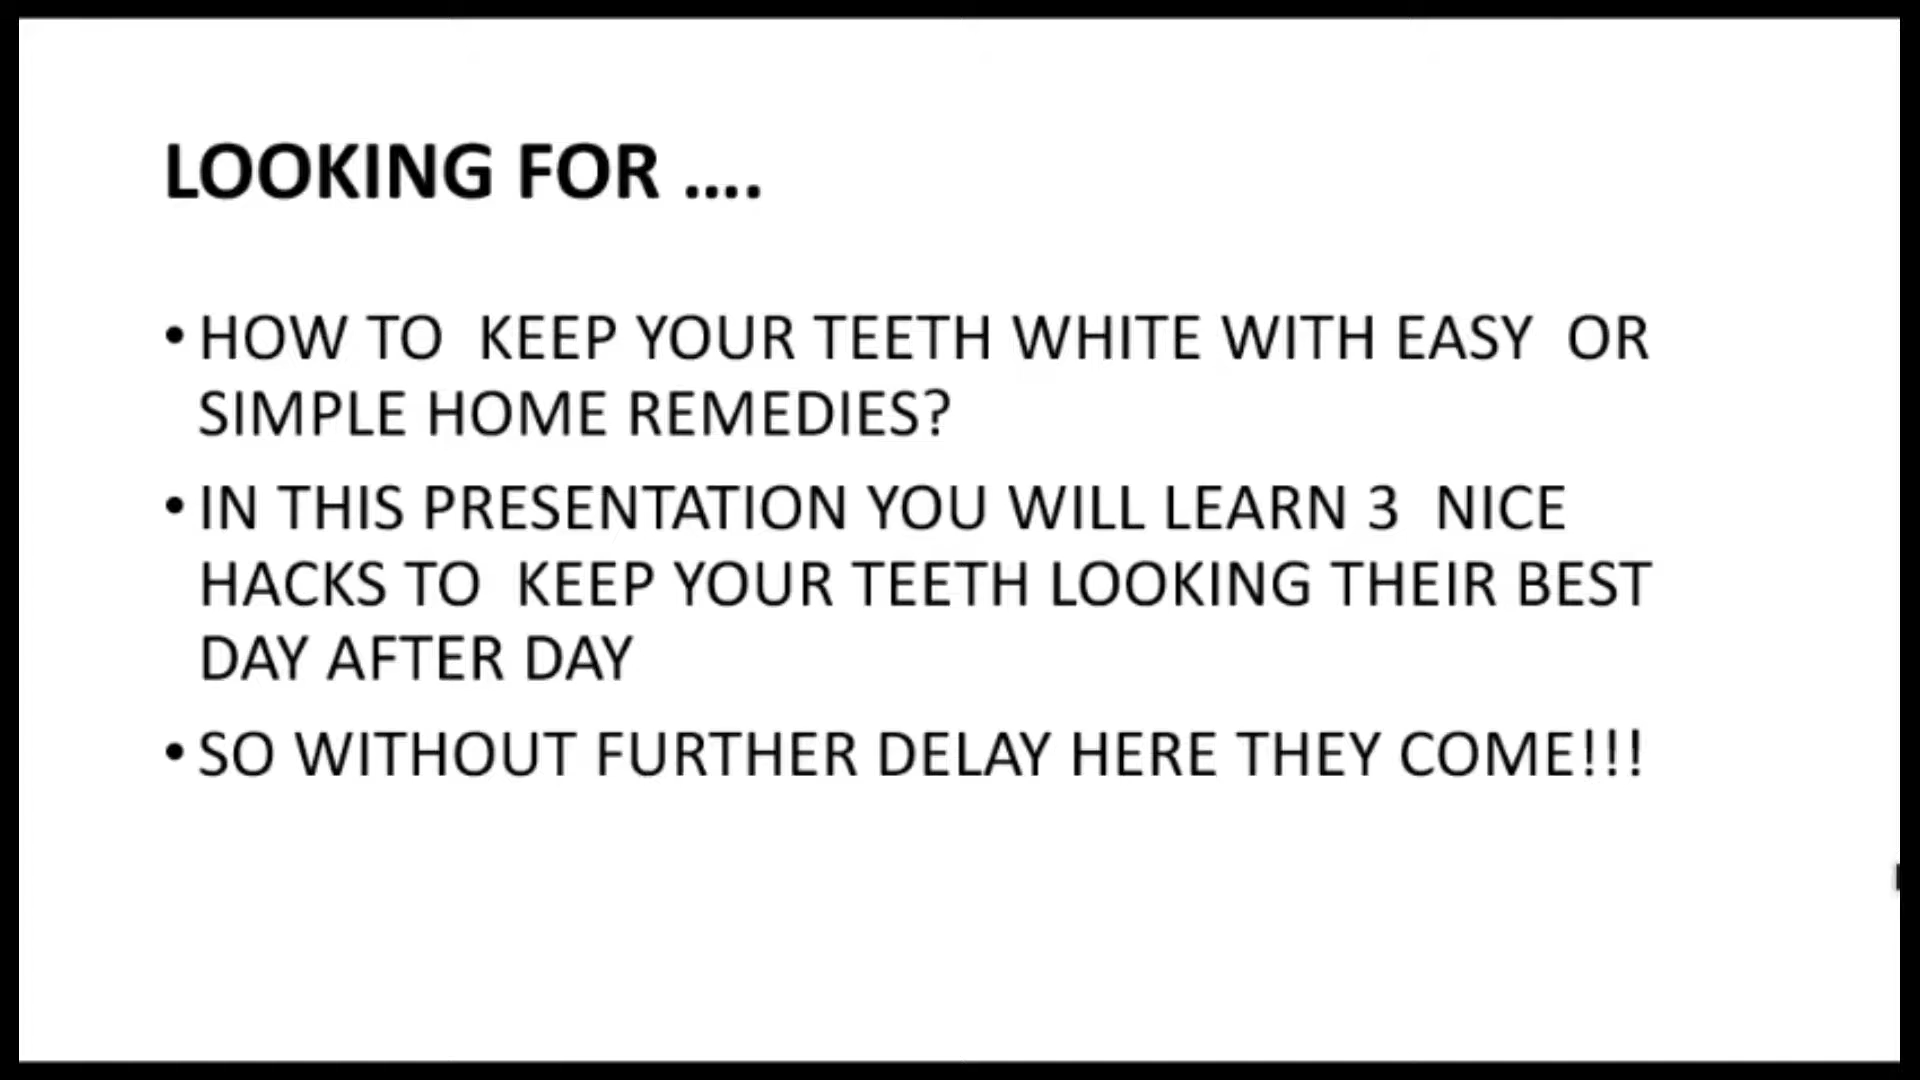 LOOKING FOR ....
• HOW TO  KEEP YOUR TEETH WHITE WITH EASY  OR
SIMPLE HOME REMEDIES?
• IN THIS PRESENTATION YOU WILL LEARN 3  NICE
HACKS TO  KEEP YOUR TEETH LOOKING THEIR BEST
DAY AFTER DAY
• SO WITHOUT FURTHER DELAY HERE THEY COME!!!